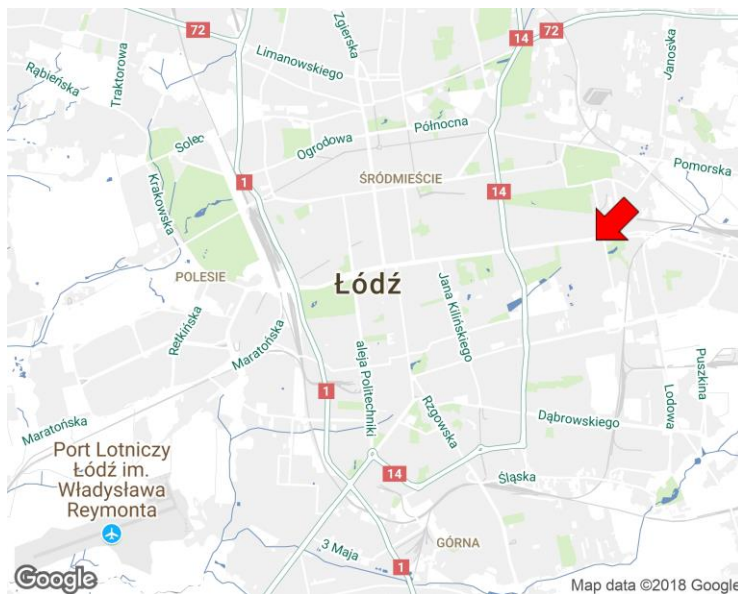 72
Zgierska
14
72
Janoska
Rąbieńska
Traktorowa
Limanowskiego
Solec
Ogrodowa
Północna
Pomorska
1
ŚRÓDMIEŚCIE
14
Krakowska
POLESIE
Łódź
Jana Kilińskiego
Retkińska
Maratońska
aleja Politechniki
1
Rzgowska
Dąbrowskiego
Puszkina
Lodowa
Maratońska
Port Lotniczy
Łódź im.
Władysława
Reymonta
14
Śląska
3 Maja
GÓRNA
1
Google
Map data ©2018 Google